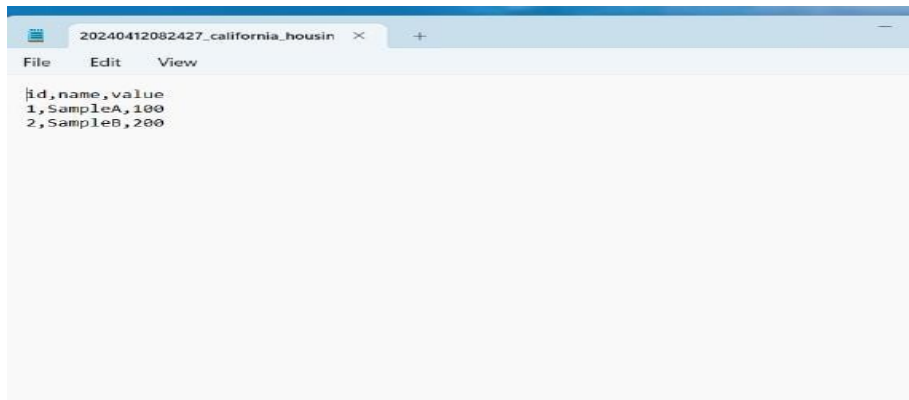 20240412082427_california_housin
File Edit View
id,name,value
1,SampleA,100
2,SampleB,200